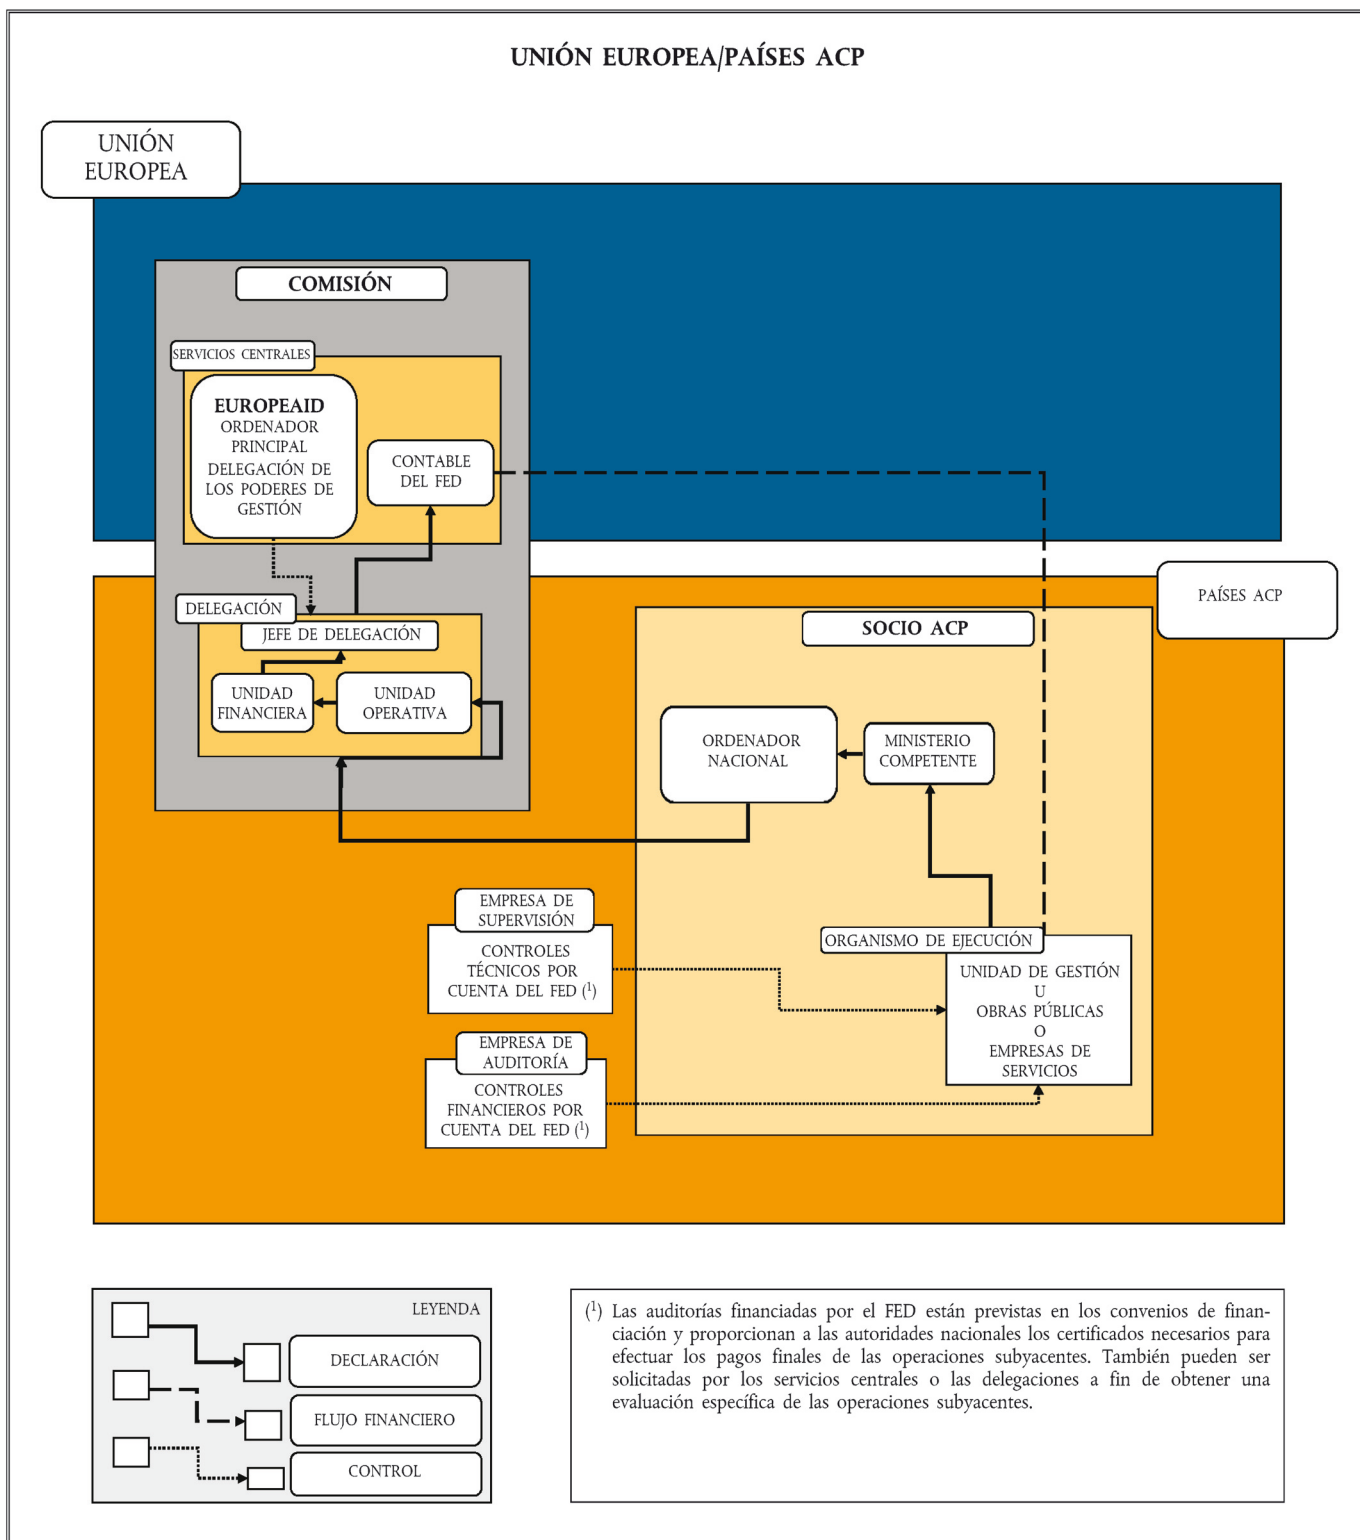 UNIÓN EUROPEA/PAÍSES ACP
UNIÓN
EUROPEA
COMISIÓN
SERVICIOS CENTRALES
EUROPEAID
ORDENADOR
PRINCIPAL
DELEGACIÓN DE
LOS PODERES DE
GESTIÓN
CONTABLE
DEL FED
DELEGACIÓN
JEFE DE DELEGACIÓN
UNIDAD
FINANCIERA
UNIDAD
OPERATIVA
PAÍSES ACP
SOCIO ACP
ORDENADOR
NACIONAL
MINISTERIO
COMPETENTE
EMPRESA DE
SUPERVISIÓN
CONTROLES
TÉCNICOS POR
CUENTA DEL FED (¹)
ORGANISMO DE EJECUCIÓN
UNIDAD DE GESTIÓN
U
OBRAS PÚBLICAS
O
EMPRESAS DE
SERVICIOS
EMPRESA DE
AUDITORÍA
CONTROLES
FINANCIEROS POR
CUENTA DEL FED (¹)
LEYENDA
DECLARACIÓN
FLUJO FINANCIERO
CONTROL
(¹) Las auditorías financiadas por el FED están previstas en los convenios de finan-
ciación y proporcionan a las autoridades nacionales los certificados necesarios para
efectuar los pagos finales de las operaciones subyacentes. También pueden ser
solicitadas por los servicios centrales o las delegaciones a fin de obtener una
evaluación específica de las operaciones subyacentes.